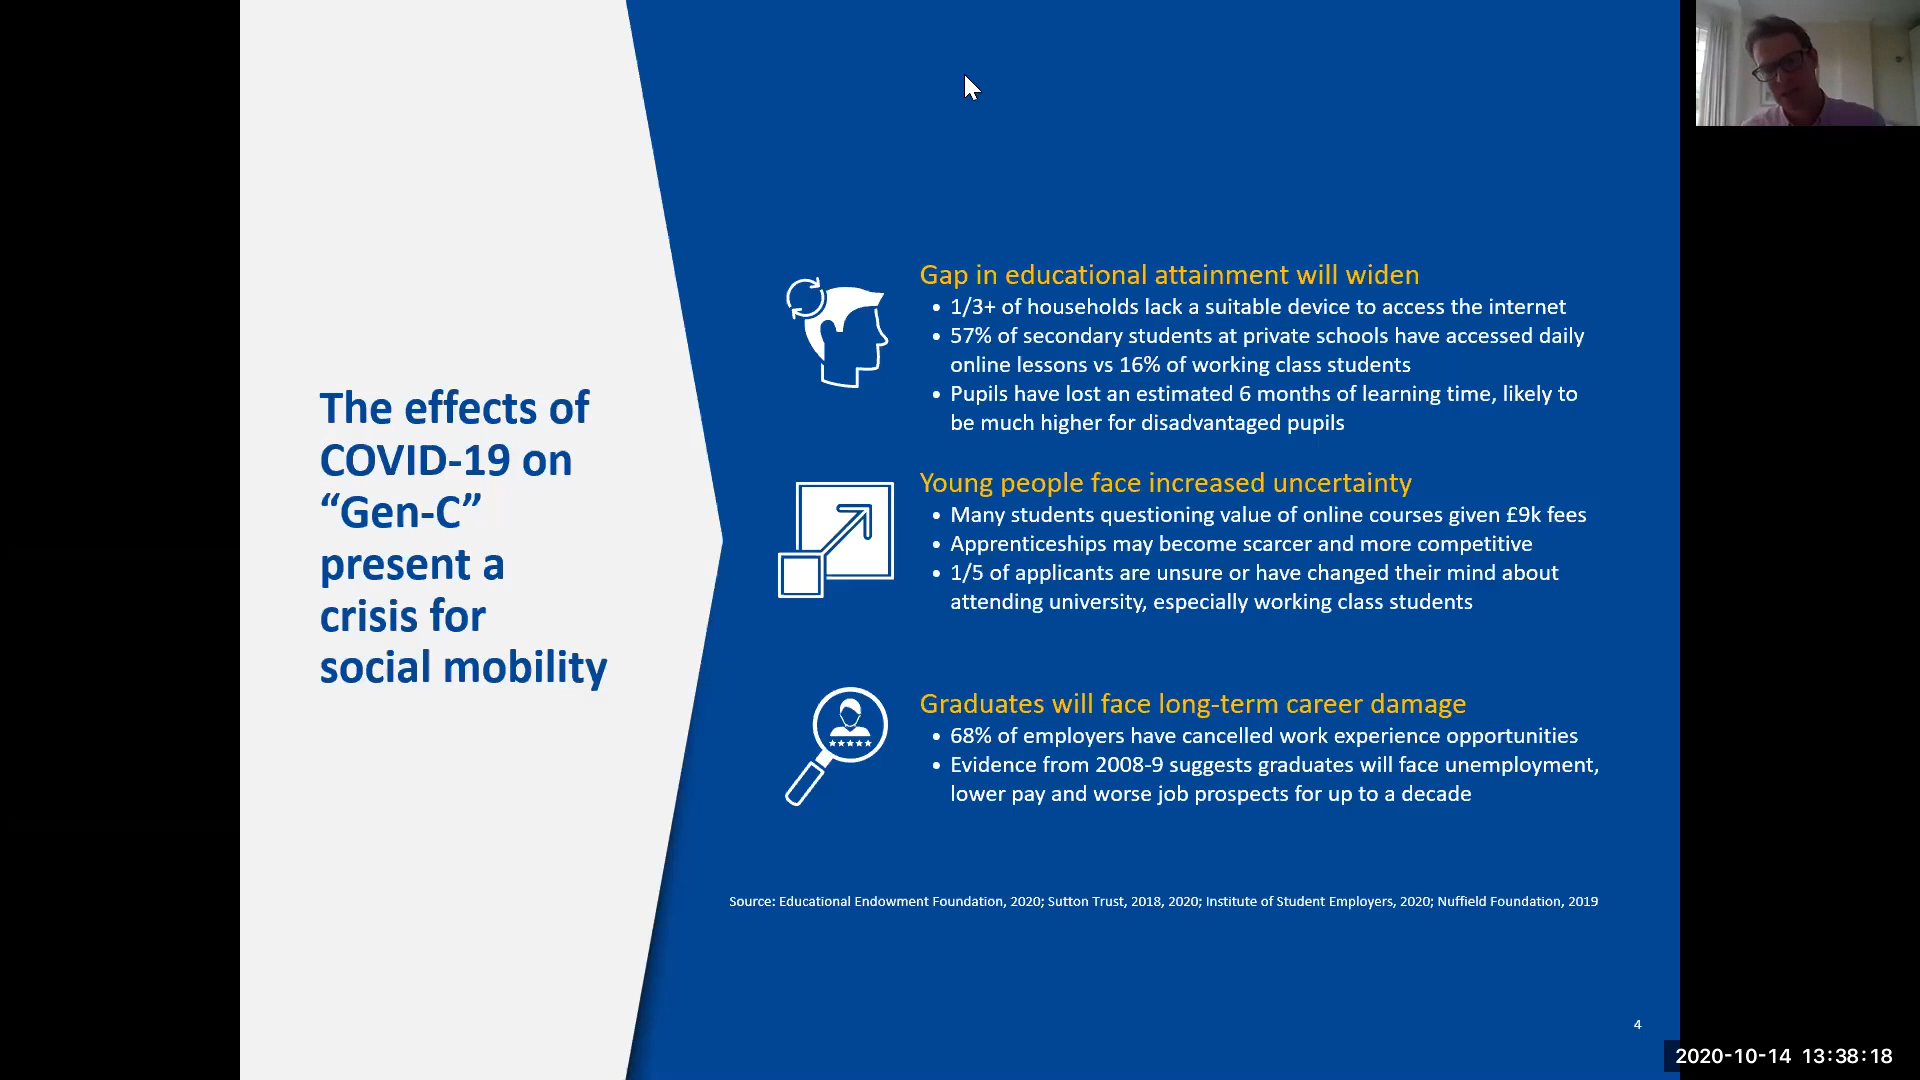 The effects of
COVID-19 on
“Gen-C”
present a
crisis for
social mobility
Gap in educational attainment will widen
• 1/3+ of households lack a suitable device to access the internet
• 57% of secondary students at private schools have accessed daily
online lessons vs 16% of working class students
• Pupils have lost an estimated 6 months of learning time, likely to
be much higher for disadvantaged pupils
Young people face increased uncertainty
• Many students questioning value of online courses given £9k fees
• Apprenticeships may become scarcer and more competitive
• 1/5 of applicants are unsure or have changed their mind about
attending university, especially working class students
Graduates will face long-term career damage
• 68% of employers have cancelled work experience opportunities
• Evidence from 2008-9 suggests graduates will face unemployment,
lower pay and worse job prospects for up to a decade
Source: Educational Endowment Foundation, 2020; Sutton Trust, 2018, 2020; Institute of Student Employers, 2020; Nuffield Foundation, 2019
4
2020-10-14 13:38:18